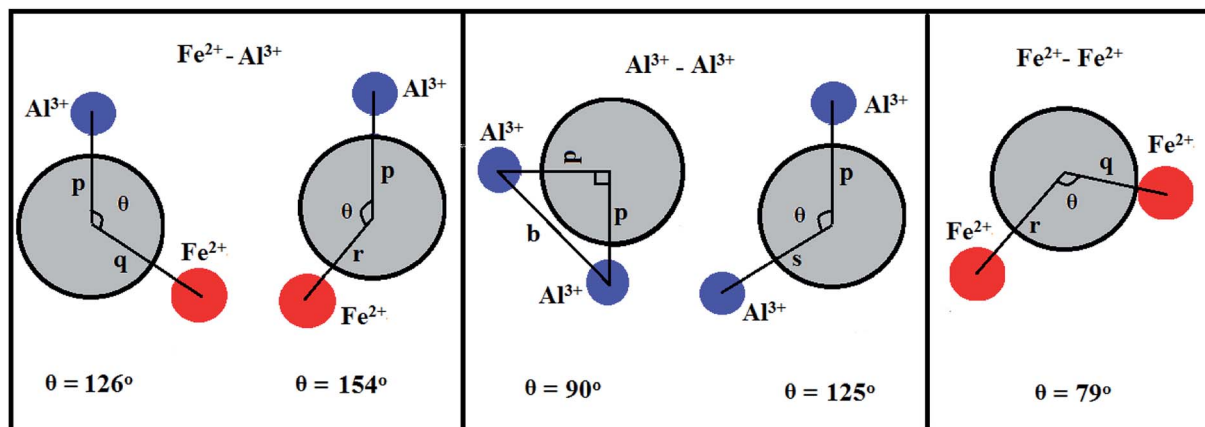 Fe²⁺ - Al³⁺
Al³⁺
p
θ
q
Fe²⁺
θ = 126º
Al³⁺
p
θ
r
Fe²⁺
θ = 154º
Al³⁺ - Al³⁺
Al³⁺
p
p
b
Al³⁺
θ = 90º
Al³⁺
p
θ
s
Al³⁺
θ = 125º
Fe²⁺- Fe²⁺
Fe²⁺
q
θ
r
Fe²⁺
θ = 79º